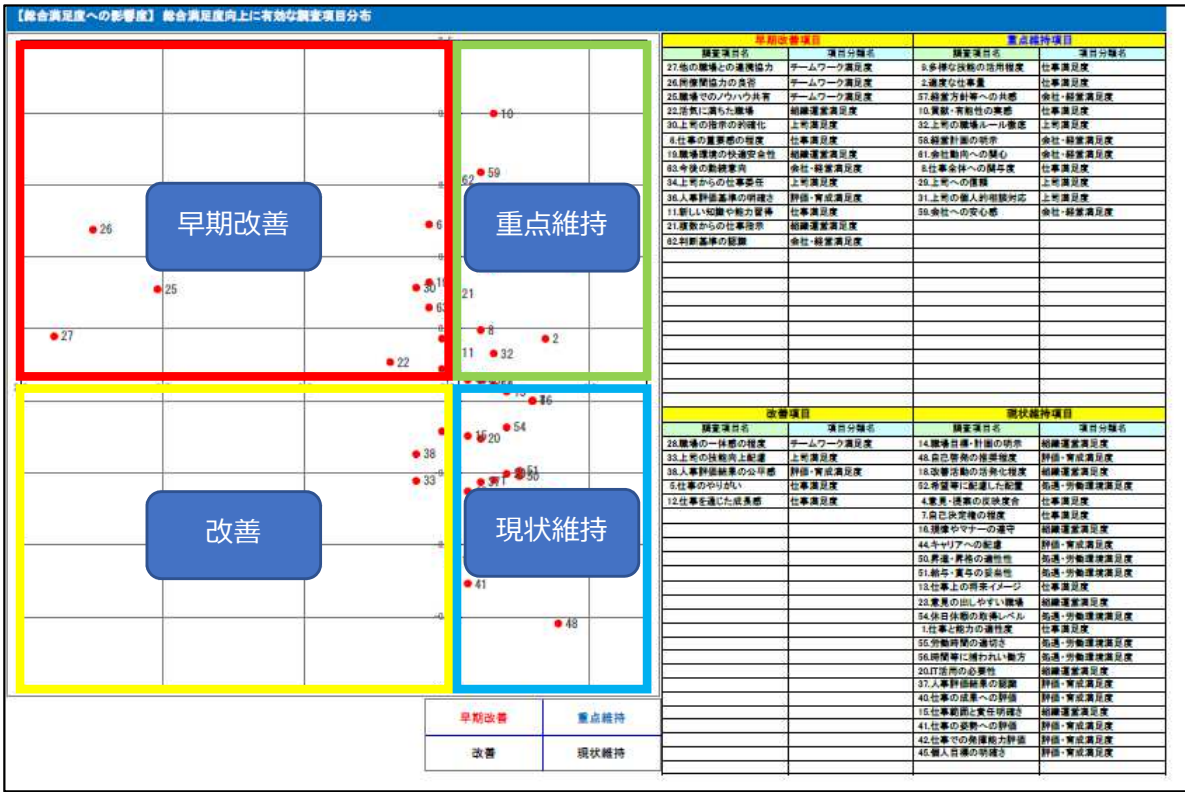 【総合満足度への影響度】 総合満足度向上に有効な調査項目分布
10
59
62
6
26
19
30
21
25
63
27
8
2
11
32
22
早期改善
重点維持
改善
現状維持
54
15
20
38
33
51
50
41
48
早期改善 重点維持
改善 現状維持
早期改善項目 重点維持項目
調査項目名 項目分類名 調査項目名 項目分類名
27.他の職場との連携協力 チームワーク満足度 9.多様な技能の活用程度 仕事満足度
26.同僚間協力の良否 チームワーク満足度 2.適度な仕事量 仕事満足度
25.職場でのノウハウ共有 チームワーク満足度 57.経営方針等への共感 会社・経営満足度
22.活気に満ちた職場 組織運営満足度 10.貢献・有能性の実感 仕事満足度
30.上司の指示の的確化 上司満足度 32.上司の職場ルール徹底 上司満足度
6.仕事の重要感の程度 仕事満足度 58.経営計画の明示 会社・経営満足度
19.職場環境の快適安全性 組織運営満足度 61.会社動向への関心 会社・経営満足度
63.今後の勤続意向 会社・経営満足度 8.仕事全体への関与度 仕事満足度
34.上司からの仕事委任 上司満足度 29.上司への信頼 上司満足度
36.人事評価基準の明確さ 評価・育成満足度 31.上司の個人的相談対応 上司満足度
11.新しい知識や能力習得 仕事満足度 59.会社への安心感 会社・経営満足度
21.複数からの仕事指示 組織運営満足度
62.判断基準の認識 会社・経営満足度
改善項目 現状維持項目
調査項目名 項目分類名 調査項目名 項目分類名
28.職場の一体感の程度 チームワーク満足度 14.職場目標・計画の明示 組織運営満足度
33.上司の技能向上配慮 上司満足度 48.自己啓発の推奨程度 評価・育成満足度
38.人事評価結果の公平感 評価・育成満足度 18.改善活動の活発化程度 組織運営満足度
5.仕事のやりがい 仕事満足度 52.希望等に配慮した配置 処遇・労働環境満足度
12.仕事を通じた成長感 仕事満足度 4.意見・提案の反映度合 仕事満足度
7.自己決定権の程度 仕事満足度
16.規律やマナーの遵守 組織運営満足度
44.キャリアへの配慮 評価・育成満足度
50.昇進・昇格の適性性 処遇・労働環境満足度
51.給与・賞与の妥当性 処遇・労働環境満足度
13.仕事上の将来イメージ 仕事満足度
23.意見の出しやすい職場 組織運営満足度
54.休日休暇の取得レベル 処遇・労働環境満足度
1.仕事と能力の適性度 仕事満足度
55.労働時間の適切さ 処遇・労働環境満足度
56.時間等に捕われない働方 処遇・労働環境満足度
20.IT活用の必要性 組織運営満足度
37.人事評価結果の認識 評価・育成満足度
40.仕事の成果への評価 評価・育成満足度
15.仕事範囲と責任明確さ 組織運営満足度
41.仕事の姿勢への評価 評価・育成満足度
42.仕事での発揮能力評価 評価・育成満足度
45.個人目標の明確さ 評価・育成満足度